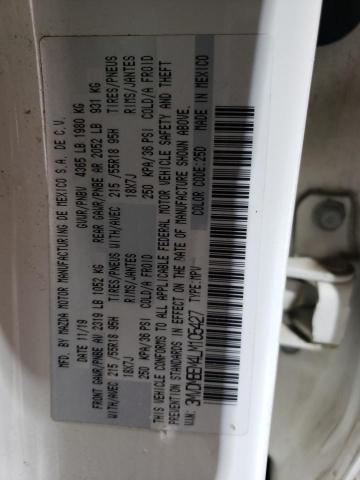 MFD. BY MAZDA MOTOR MANUFACTURING DE MEXICO S.A. DE C.V.
DATE 11/19 GVWR/PNBV 4365 LB 1980 KG
FRONT GAWR/PNBE AV 2319 LB 1052 KG REAR GAWR/PNBE AR 2052 LB 931 KG
WITH/AVEC 215 /55R18 95H TIRES/PNEUS WITH/AVEC 215 /55R18 95H TIRES/PNEUS
18X7J RIMS/JANTES 18X7J RIMS/JANTES
250 KPA/36 PSI COLD/A FROID 250 KPA/36 PSI COLD/A FROID
THIS VEHICLE CONFORMS TO ALL APPLICABLE FEDERAL MOTOR VEHICLE SAFETY AND THEFT
PREVENTION STANDARDS IN EFFECT ON THE DATE OF MANUFACTURE SHOWN ABOVE.
TYPE:MPV COLOR CODE:25D MADE IN MEXICO